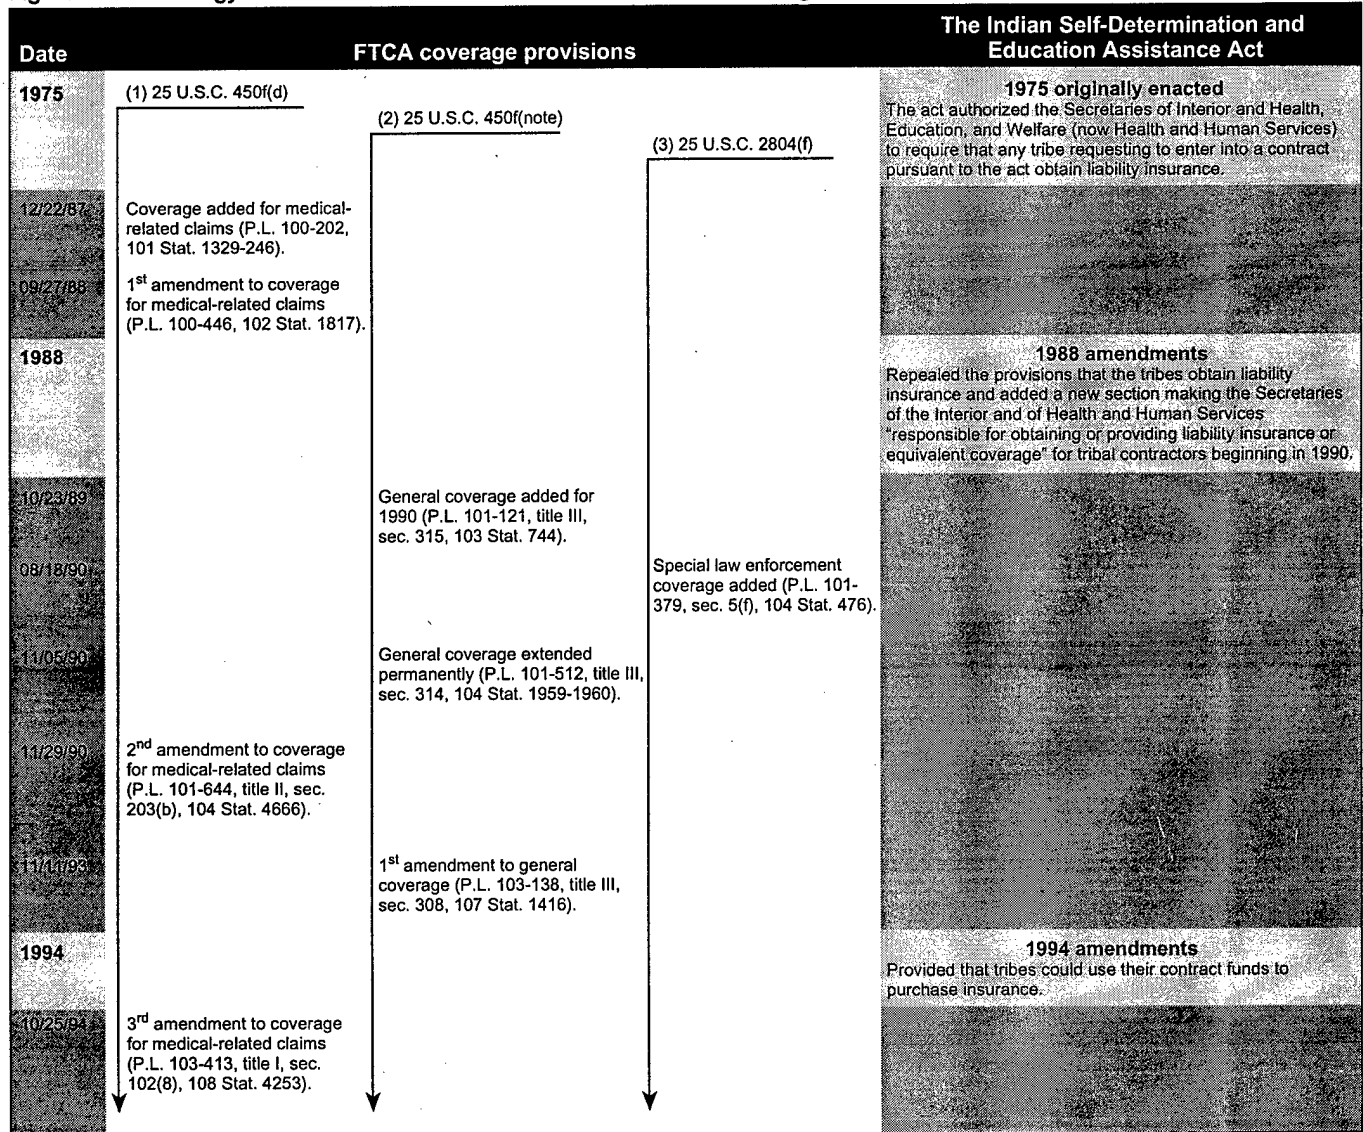 Date
FTCA coverage provisions
The Indian Self-Determination and
Education Assistance Act
1975
(1) 25 U.S.C. 450f(d)
(2) 25 U.S.C. 450f(note)
(3) 25 U.S.C. 2804(f)
1975 originally enacted
The act authorized the Secretaries of Interior and Health,
Education, and Welfare (now Health and Human Services)
to require that any tribe requesting to enter into a contract
pursuant to the act obtain liability insurance.
12/22/87
Coverage added for medical-
related claims (P.L. 100-202,
101 Stat. 1329-246).
09/27/88
1st amendment to coverage
for medical-related claims
(P.L. 100-446, 102 Stat. 1817).
1988
1988 amendments
Repealed the provisions that the tribes obtain liability
insurance and added a new section making the Secretaries
of the Interior and of Health and Human Services
"responsible for obtaining or providing liability insurance or
equivalent coverage" for tribal contractors beginning in 1990.
10/23/89
General coverage added for
1990 (P.L. 101-121, title III,
sec. 315, 103 Stat. 744).
08/18/90
Special law enforcement
coverage added (P.L. 101-
379, sec. 5(f), 104 Stat. 476).
11/05/90
General coverage extended
permanently (P.L. 101-512, title III,
sec. 314, 104 Stat. 1959-1960).
11/29/90
2nd amendment to coverage
for medical-related claims
(P.L. 101-644, title II, sec.
203(b), 104 Stat. 4666).
11/11/93
1st amendment to general
coverage (P.L. 103-138, title III,
sec. 308, 107 Stat. 1416).
1994
1994 amendments
Provided that tribes could use their contract funds to
purchase insurance.
10/25/94
3rd amendment to coverage
for medical-related claims
(P.L. 103-413, title I, sec.
102(8), 108 Stat. 4253).